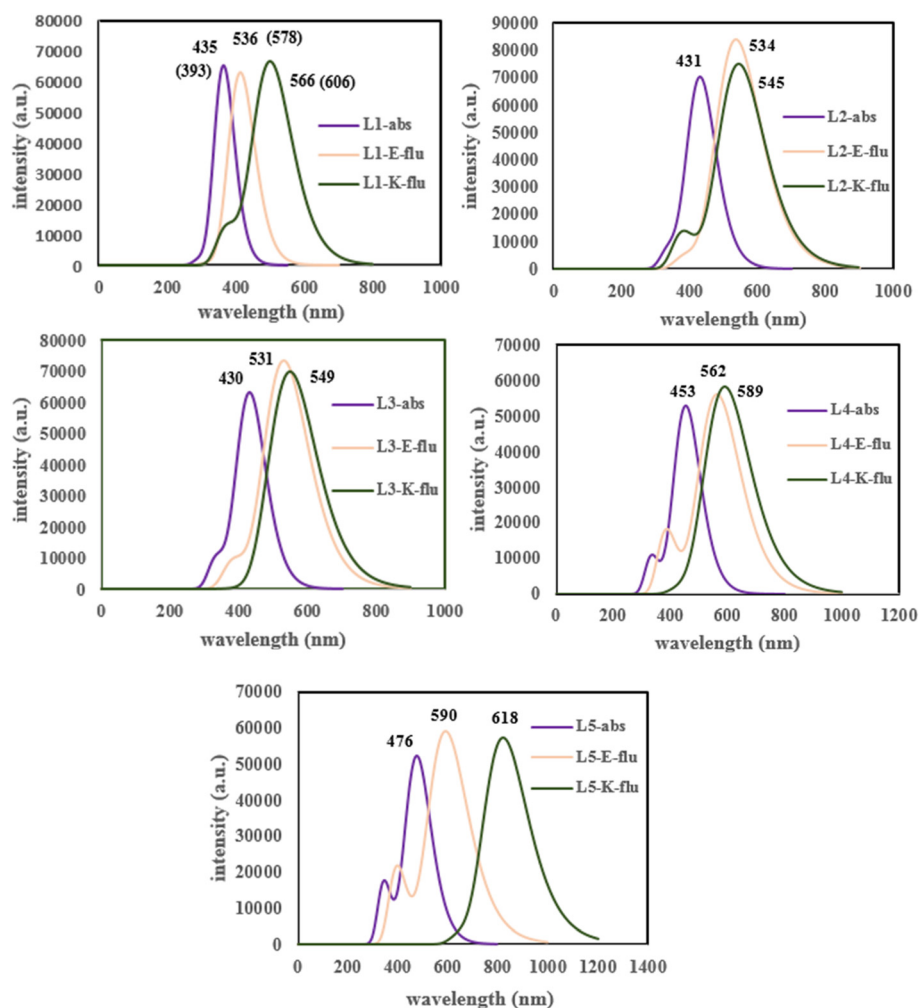 80000
70000
60000
50000
40000
30000
20000
10000
0
intensity (a.u.)
435
(393)
536 (578)
566 (606)
L1-abs
L1-E-flu
L1-K-flu
0 200 400 600 800 1000
wavelength (nm)
90000
80000
70000
60000
50000
40000
30000
20000
10000
0
intensity (a.u.)
431
534
545
L2-abs
L2-E-flu
L2-K-flu
0 200 400 600 800 1000
wavelength (nm)
80000
70000
60000
50000
40000
30000
20000
10000
0
intensity (a.u.)
430
531
549
L3-abs
L3-E-flu
L3-K-flu
0 200 400 600 800 1000
wavelength (nm)
70000
60000
50000
40000
30000
20000
10000
0
intensity (a.u.)
453
562
589
L4-abs
L4-E-flu
L4-K-flu
0 200 400 600 800 1000 1200
wavelength (nm)
70000
60000
50000
40000
30000
20000
10000
0
intensity (a.u.)
476
590
618
L5-abs
L5-E-flu
L5-K-flu
0 200 400 600 800 1000 1200 1400
wavelength (nm)